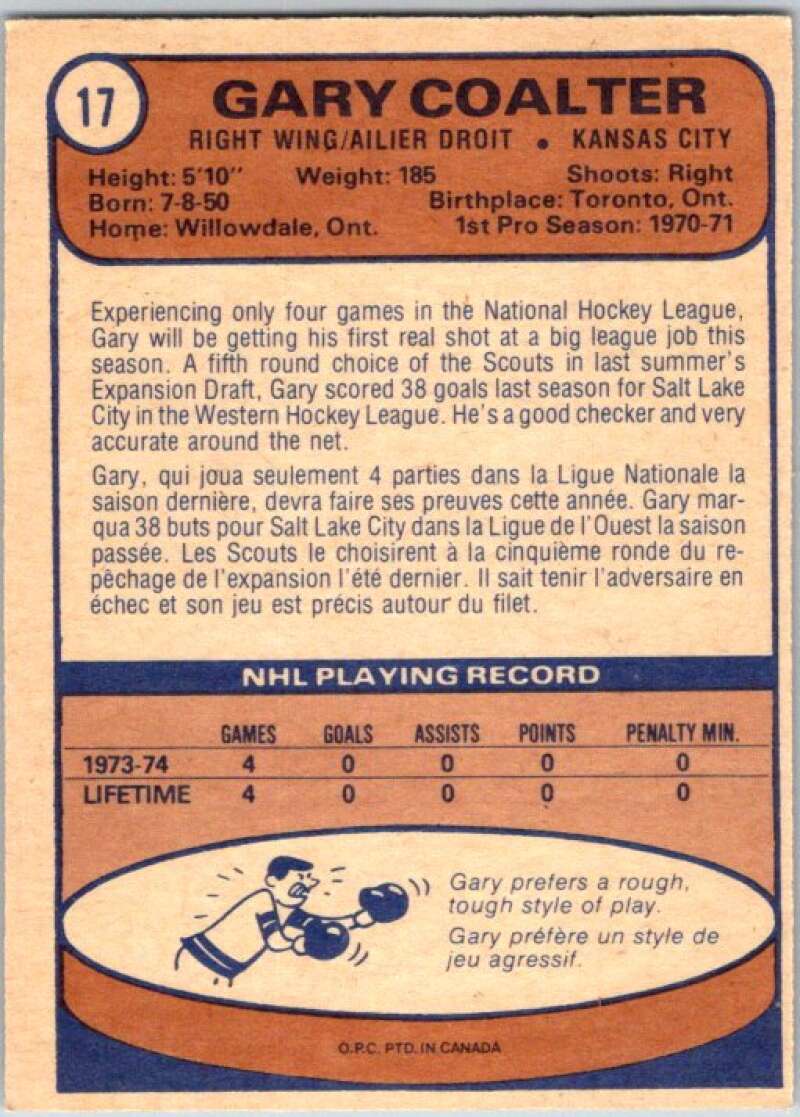 17
GARY COALTER
RIGHT WING/AILIER DROIT • KANSAS CITY
Height: 5'10" Weight: 185 Shoots: Right
Born: 7-8-50 Birthplace: Toronto, Ont.
Home: Willowdale, Ont. 1st Pro Season: 1970-71
Experiencing only four games in the National Hockey League,
Gary will be getting his first real shot at a big league job this
season. A fifth round choice of the Scouts in last summer's
Expansion Draft, Gary scored 38 goals last season for Salt Lake
City in the Western Hockey League. He's a good checker and very
accurate around the net.
Gary, qui joua seulement 4 parties dans la Ligue Nationale la
saison dernière, devra faire ses preuves cette année. Gary mar-
qua 38 buts pour Salt Lake City dans la Ligue de l'Ouest la saison
passée. Les Scouts le choisirent à la cinquième ronde du re-
pêchage de l'expansion l'été dernier. Il sait tenir l'adversaire en
échec et son jeu est précis autour du filet.
NHL PLAYING RECORD
GAMES GOALS ASSISTS POINTS PENALTY MIN.
1973-74 4 0 0 0 0
LIFETIME 4 0 0 0 0
Gary prefers a rough,
tough style of play.
Gary préfère un style de
jeu agressif.
O.P.C. PTD. IN CANADA